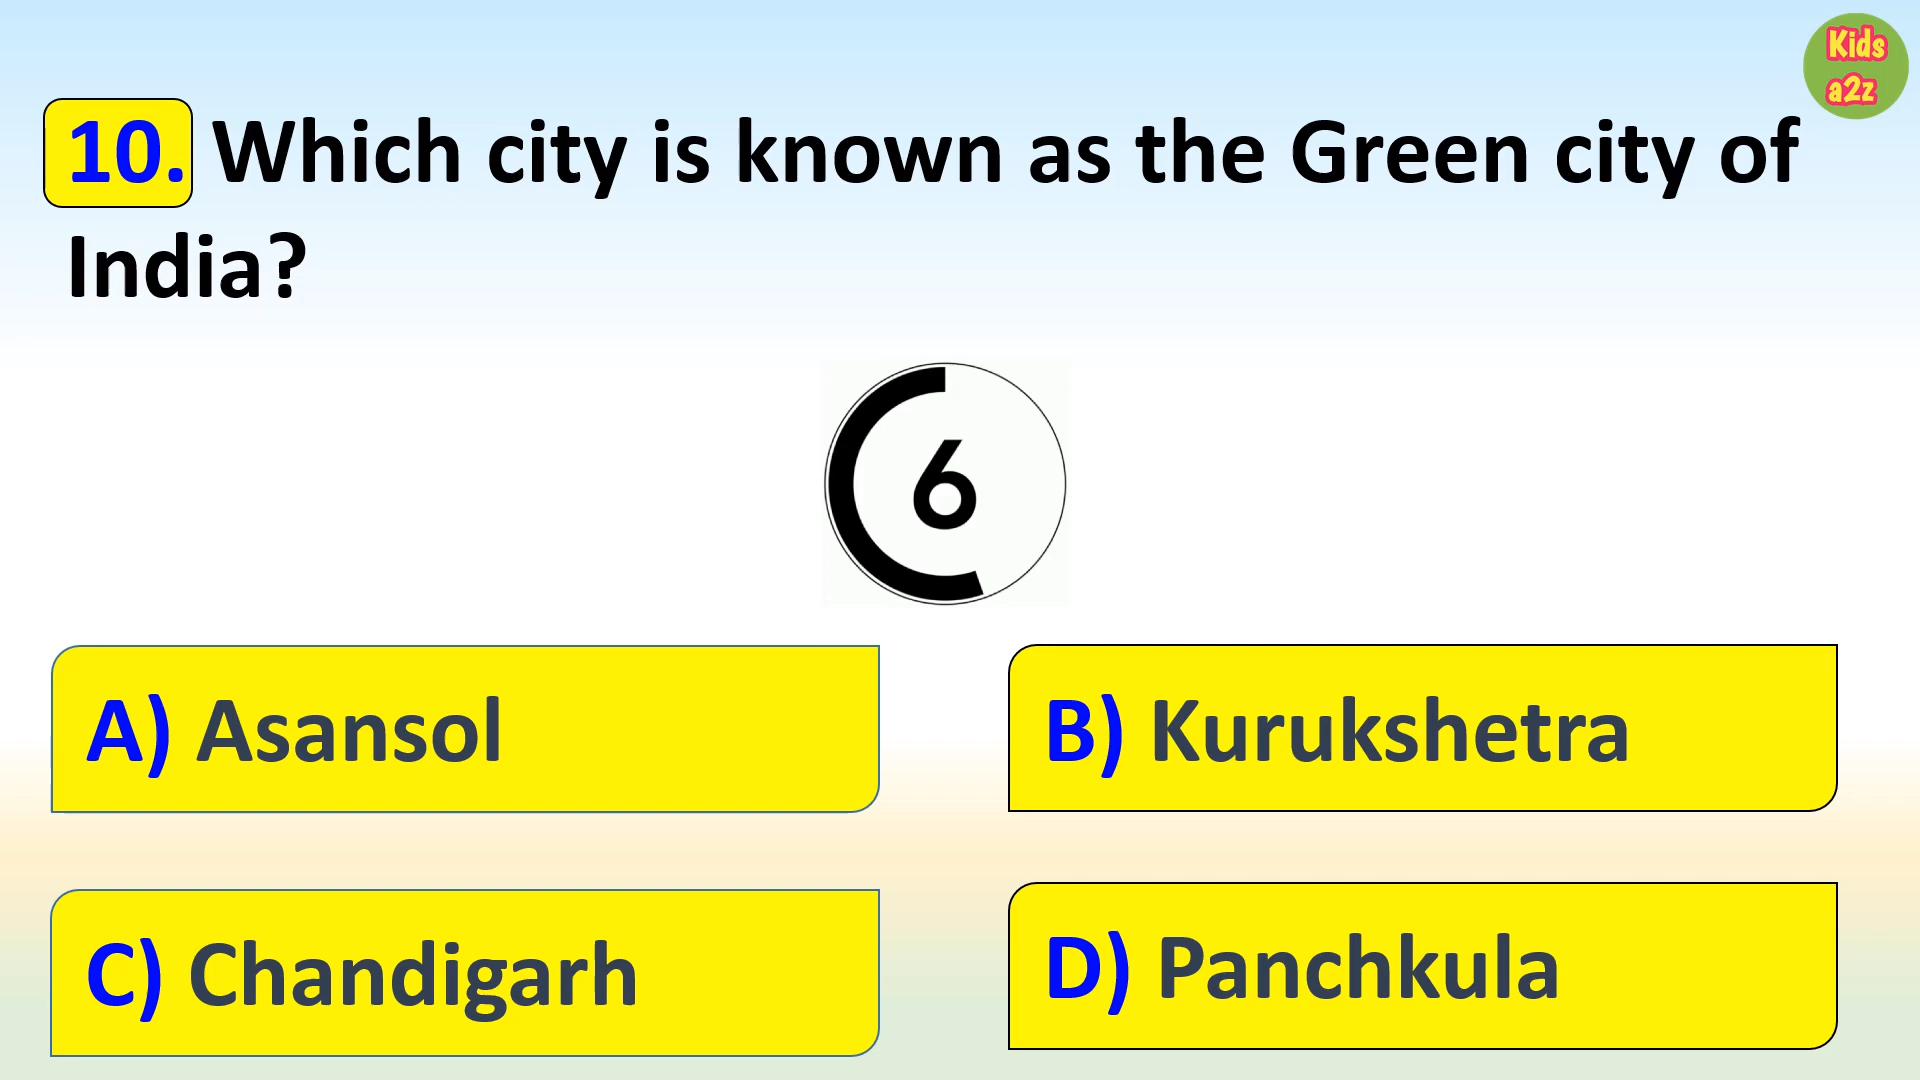 Kids
a2z
10. Which city is known as the Green city of
India?
6
A) Asansol
B) Kurukshetra
C) Chandigarh
D) Panchkula